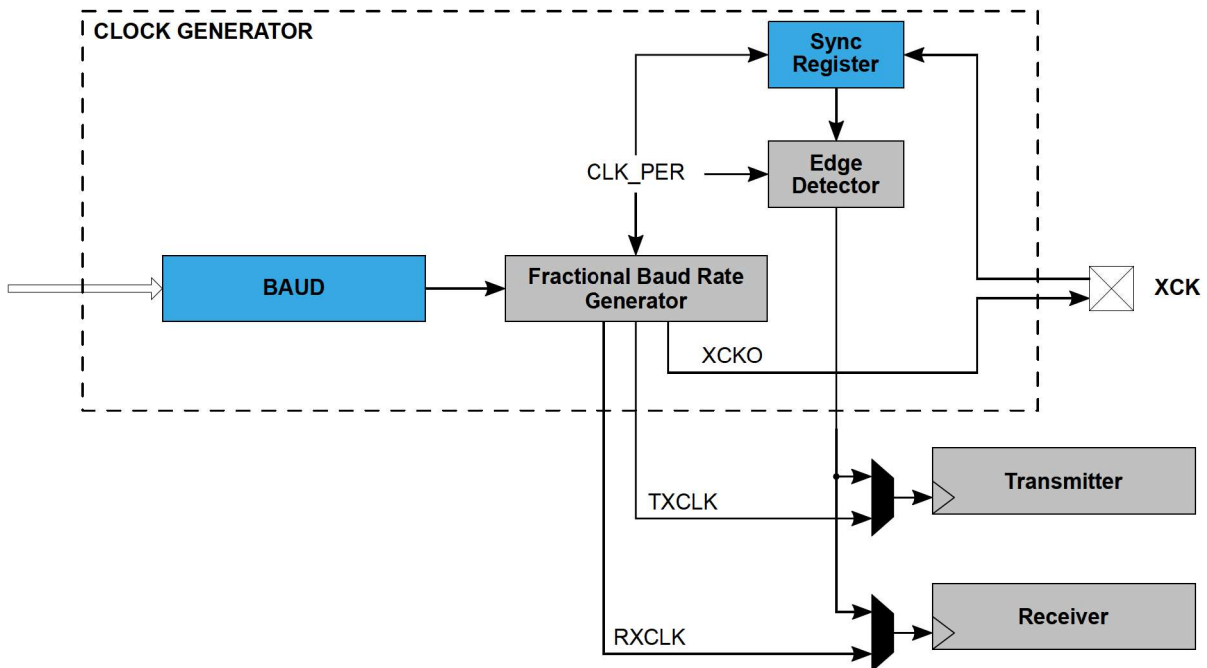 CLOCK GENERATOR
Sync
Register
CLK_PER
Edge
Detector
BAUD
Fractional Baud Rate
Generator
XCK
XCKO
TXCLK
Transmitter
RXCLK
Receiver